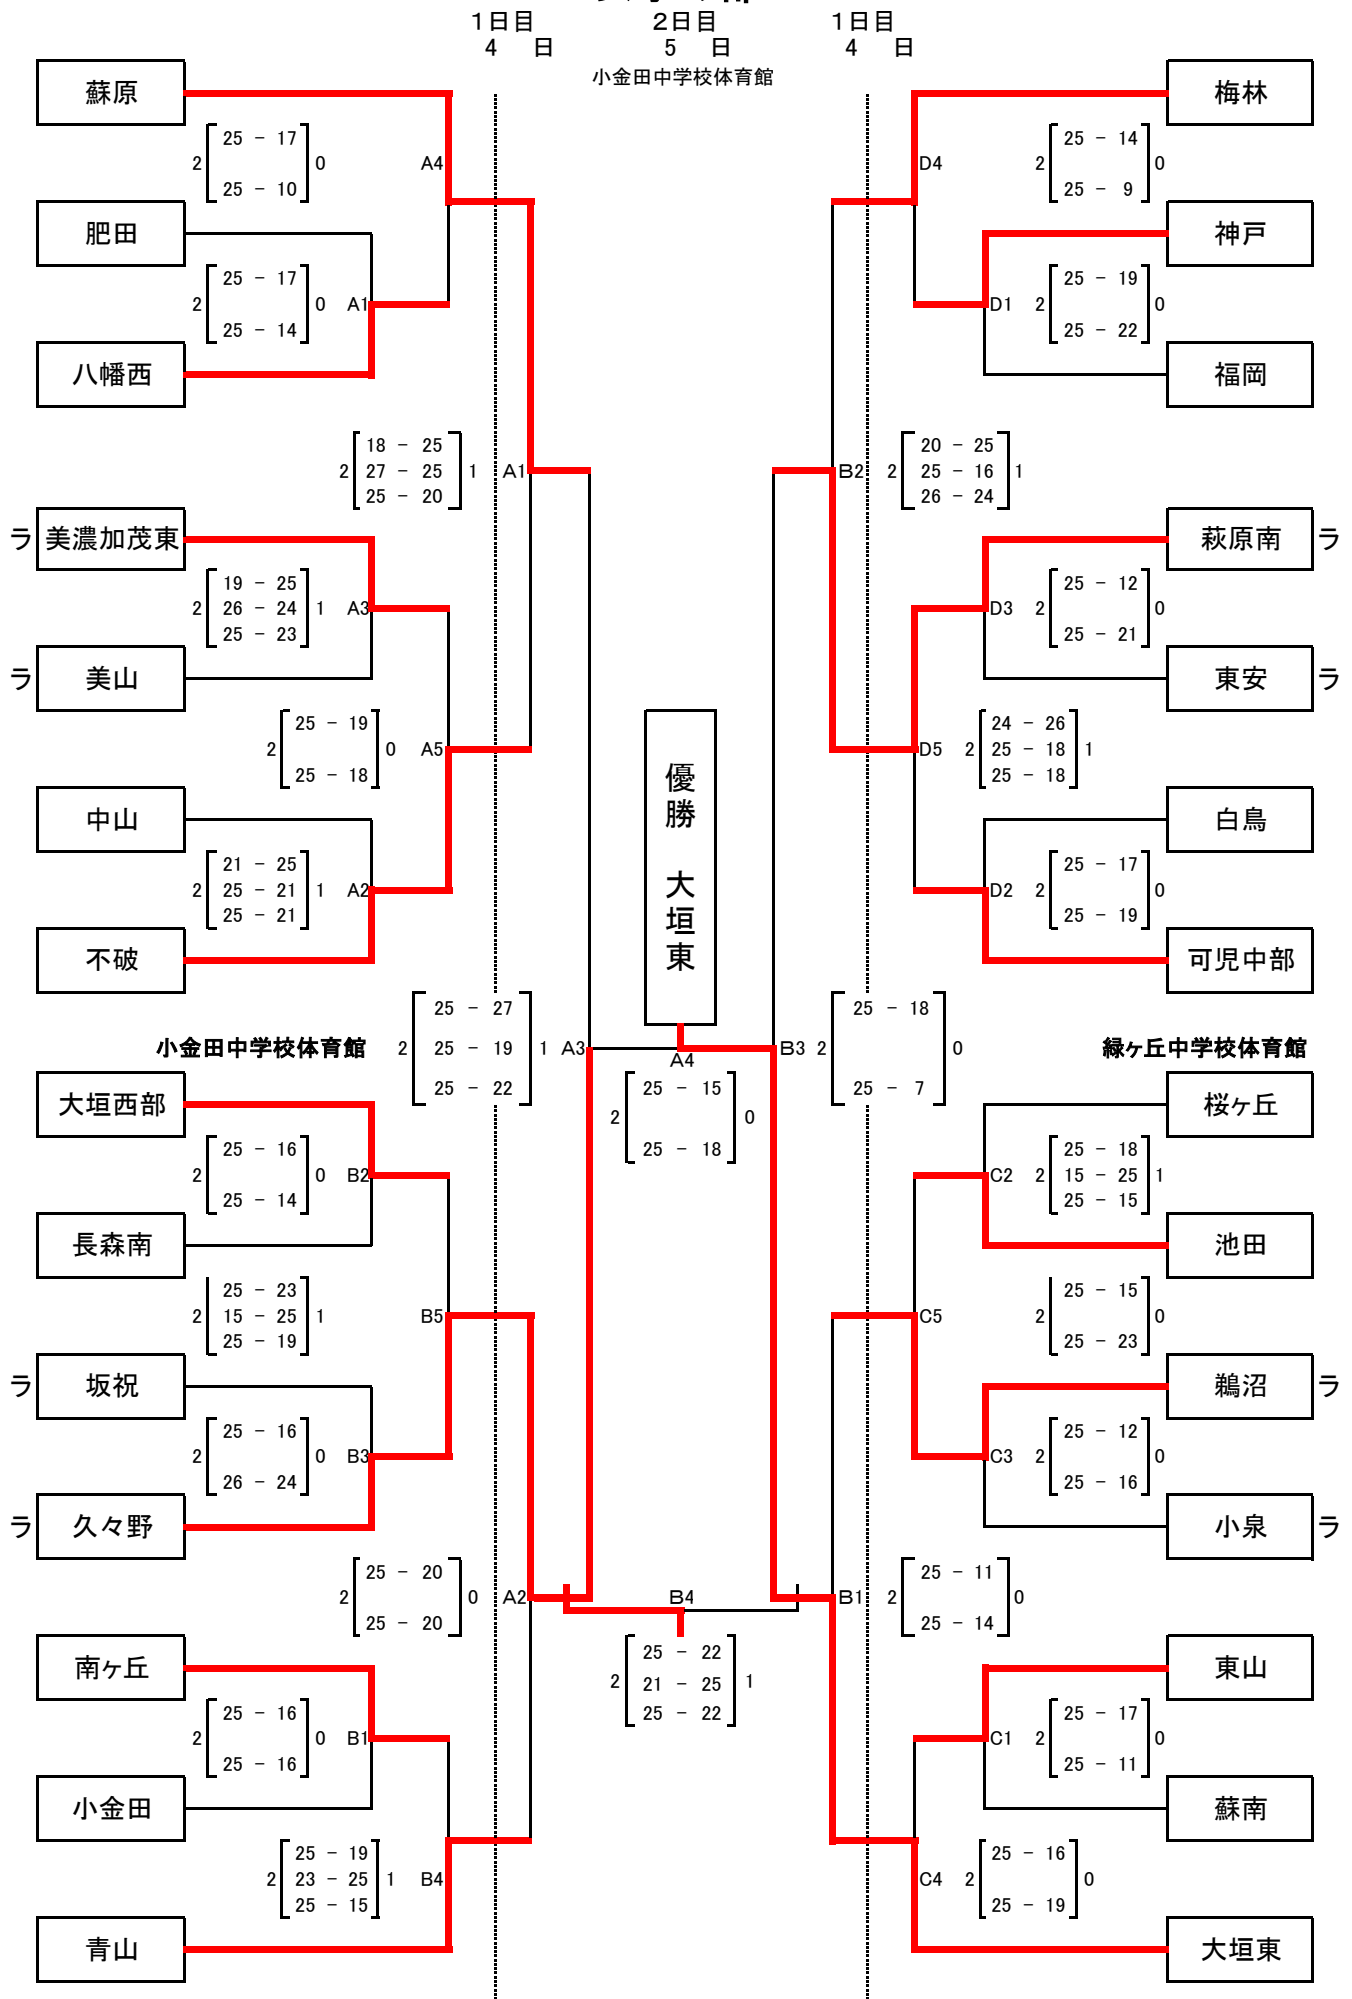 1日目 2日目 1日目
4 日 5 日 4 日
小金田中学校体育館
蘇原 梅林
25 - 17 25 - 14
2 0 A4 D4 2 0
25 - 10 25 - 9
肥田 神戸
25 - 17 25 - 19
2 0 A1 D1 2 0
25 - 14 25 - 22
八幡西 福岡
18 - 25 20 - 25
2 27 - 25 1 A1 B2 2 25 - 16 1
25 - 20 26 - 24
ラ 美濃加茂東 萩原南 ラ
19 - 25 25 - 12
2 26 - 24 1 A3 D3 2 0
25 - 23 25 - 21
ラ 美山 東安 ラ
25 - 19 24 - 26
2 0 A5 D5 2 25 - 18 1
25 - 18 25 - 18
優勝 大垣東
中山 白鳥
21 - 25 25 - 17
2 25 - 21 1 A2 D2 2 0
25 - 21 25 - 19
不破 可児中部
25 - 27 25 - 18
小金田中学校体育館 2 25 - 19 1 A3 A4 B3 2 0 緑ヶ丘中学校体育館
25 - 22 25 - 7
25 - 15
2 0
25 - 18
大垣西部 桜ヶ丘
25 - 16 25 - 18
2 0 B2 C2 2 15 - 25 1
25 - 14 25 - 15
長森南 池田
25 - 23 25 - 15
2 15 - 25 1 B5 C5 2 0
25 - 19 25 - 23
ラ 坂祝 鵜沼 ラ
25 - 16 25 - 12
2 0 B3 C3 2 0
26 - 24 25 - 16
ラ 久々野 小泉 ラ
25 - 20 25 - 11
2 0 A2 B4 B1 2 0
25 - 20 25 - 14
25 - 22
2 21 - 25 1
25 - 22
南ヶ丘 東山
25 - 16 25 - 17
2 0 B1 C1 2 0
25 - 16 25 - 11
小金田 蘇南
25 - 19 25 - 16
2 23 - 25 1 B4 C4 2 0
25 - 15 25 - 19
青山 大垣東